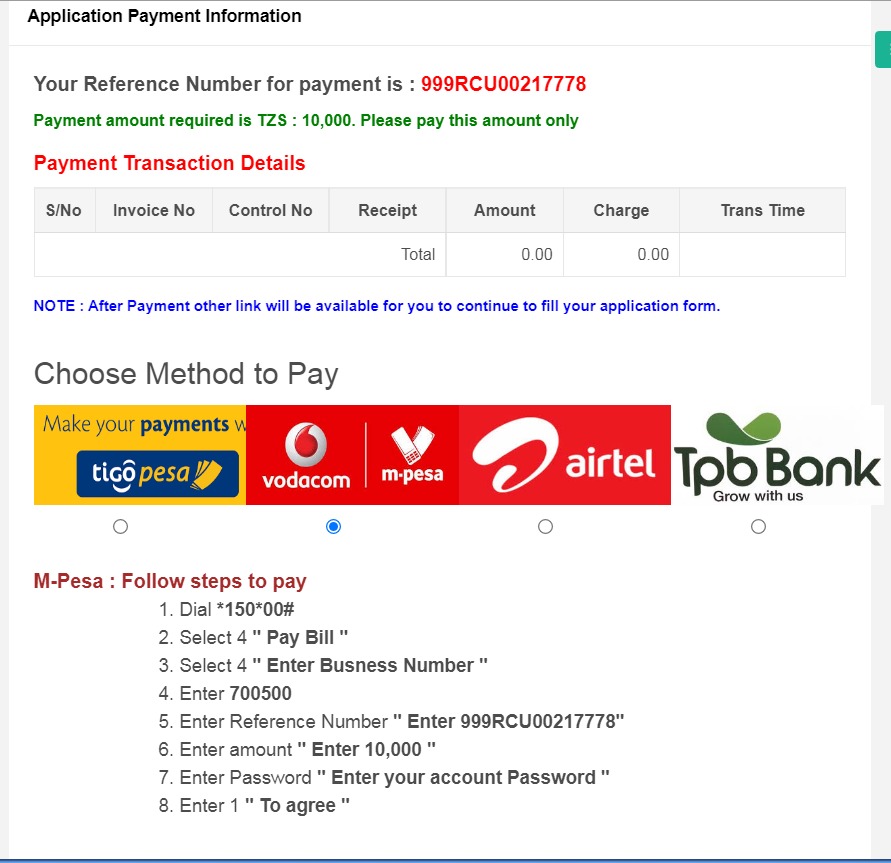 Application Payment Information
Your Reference Number for payment is : 999RCU00217778
Payment amount required is TZS : 10,000. Please pay this amount only
Payment Transaction Details
S/No Invoice No Control No Receipt Amount Charge Trans Time
Total 0.00 0.00
NOTE : After Payment other link will be available for you to continue to fill your application form.
Choose Method to Pay
Make your payments w
tigo pesa
vodacom
m-pesa
airtel
Tpb Bank
Grow with us
M-Pesa : Follow steps to pay
1. Dial *150*00#
2. Select 4 " Pay Bill "
3. Select 4 " Enter Busness Number "
4. Enter 700500
5. Enter Reference Number " Enter 999RCU00217778"
6. Enter amount " Enter 10,000 "
7. Enter Password " Enter your account Password "
8. Enter 1 " To agree "